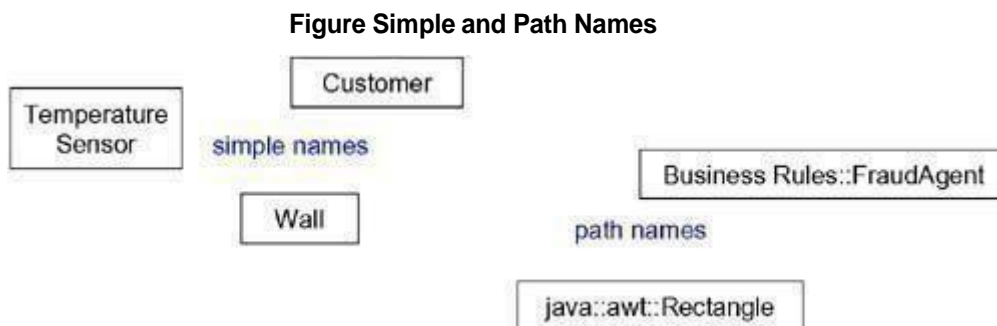 Figure Simple and Path Names
Customer
Temperature
Sensor
simple names
Business Rules::FraudAgent
Wall
path names
java::awt::Rectangle